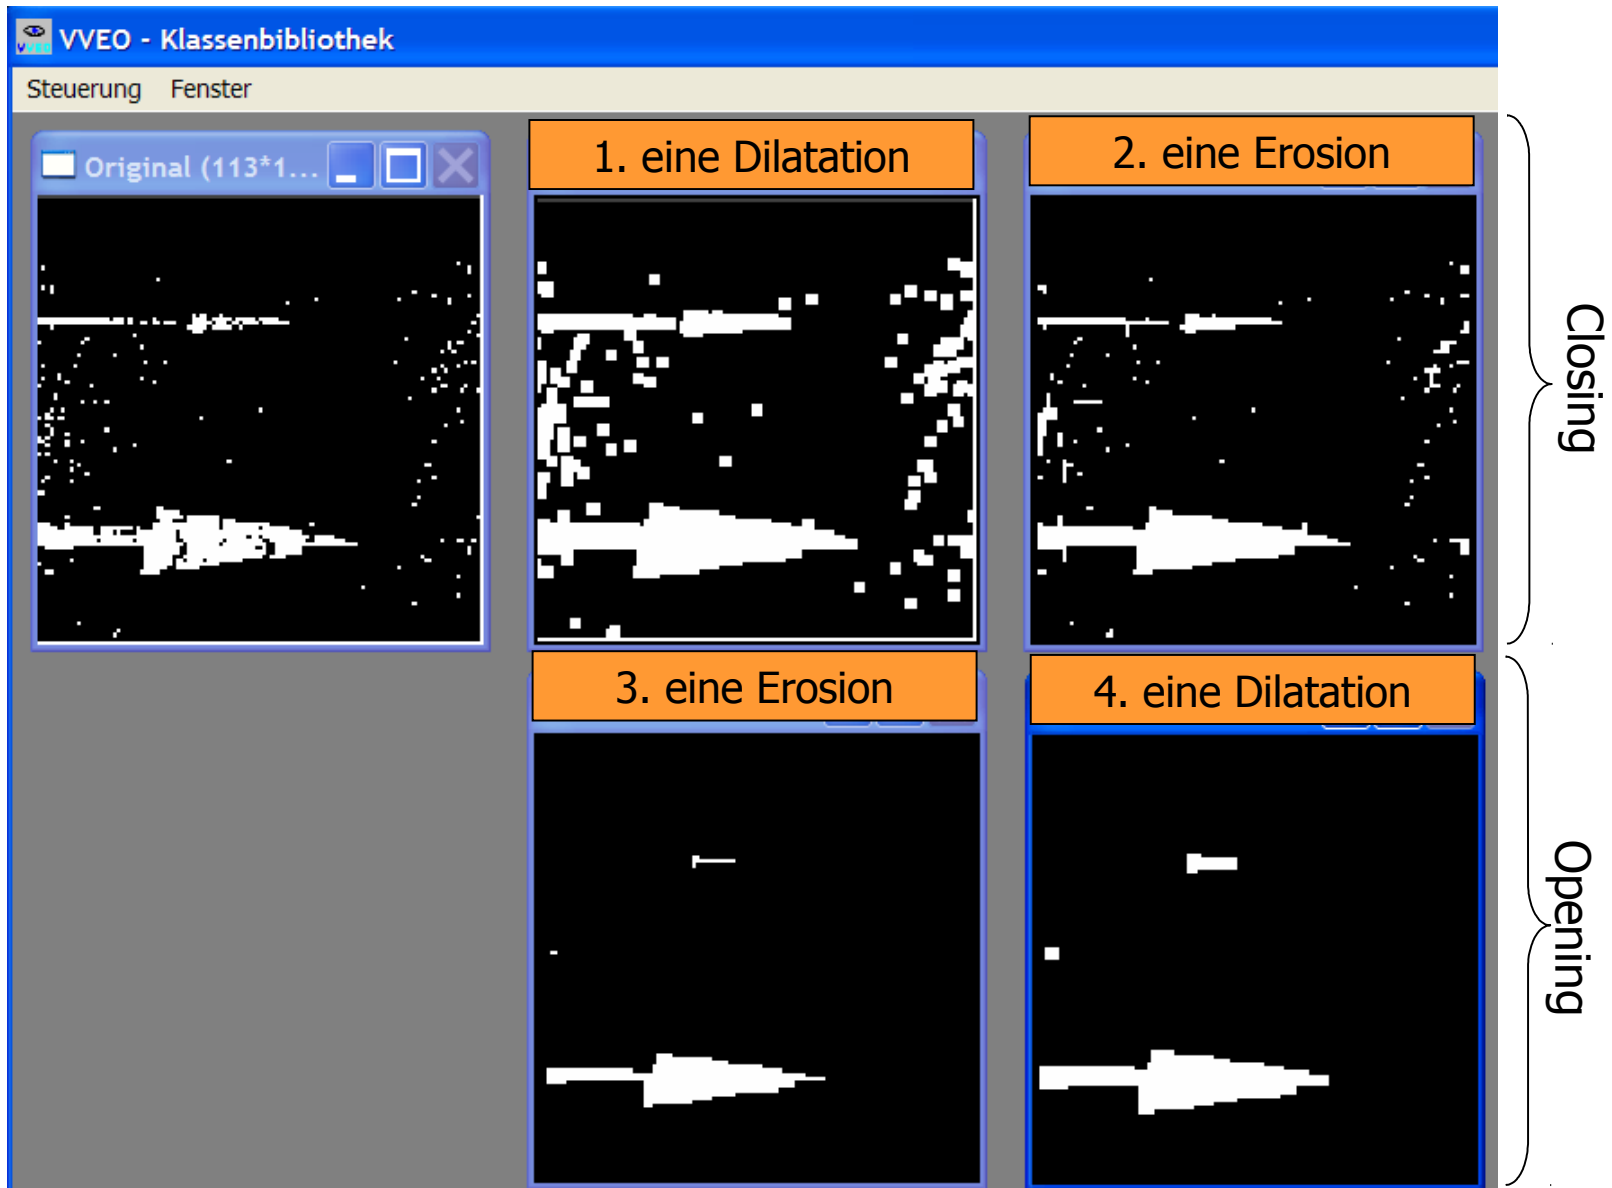 VVEO - Klassenbibliothek
Steuerung Fenster
Original (113*1...
1. eine Dilatation
2. eine Erosion
Closing
3. eine Erosion
4. eine Dilatation
Opening